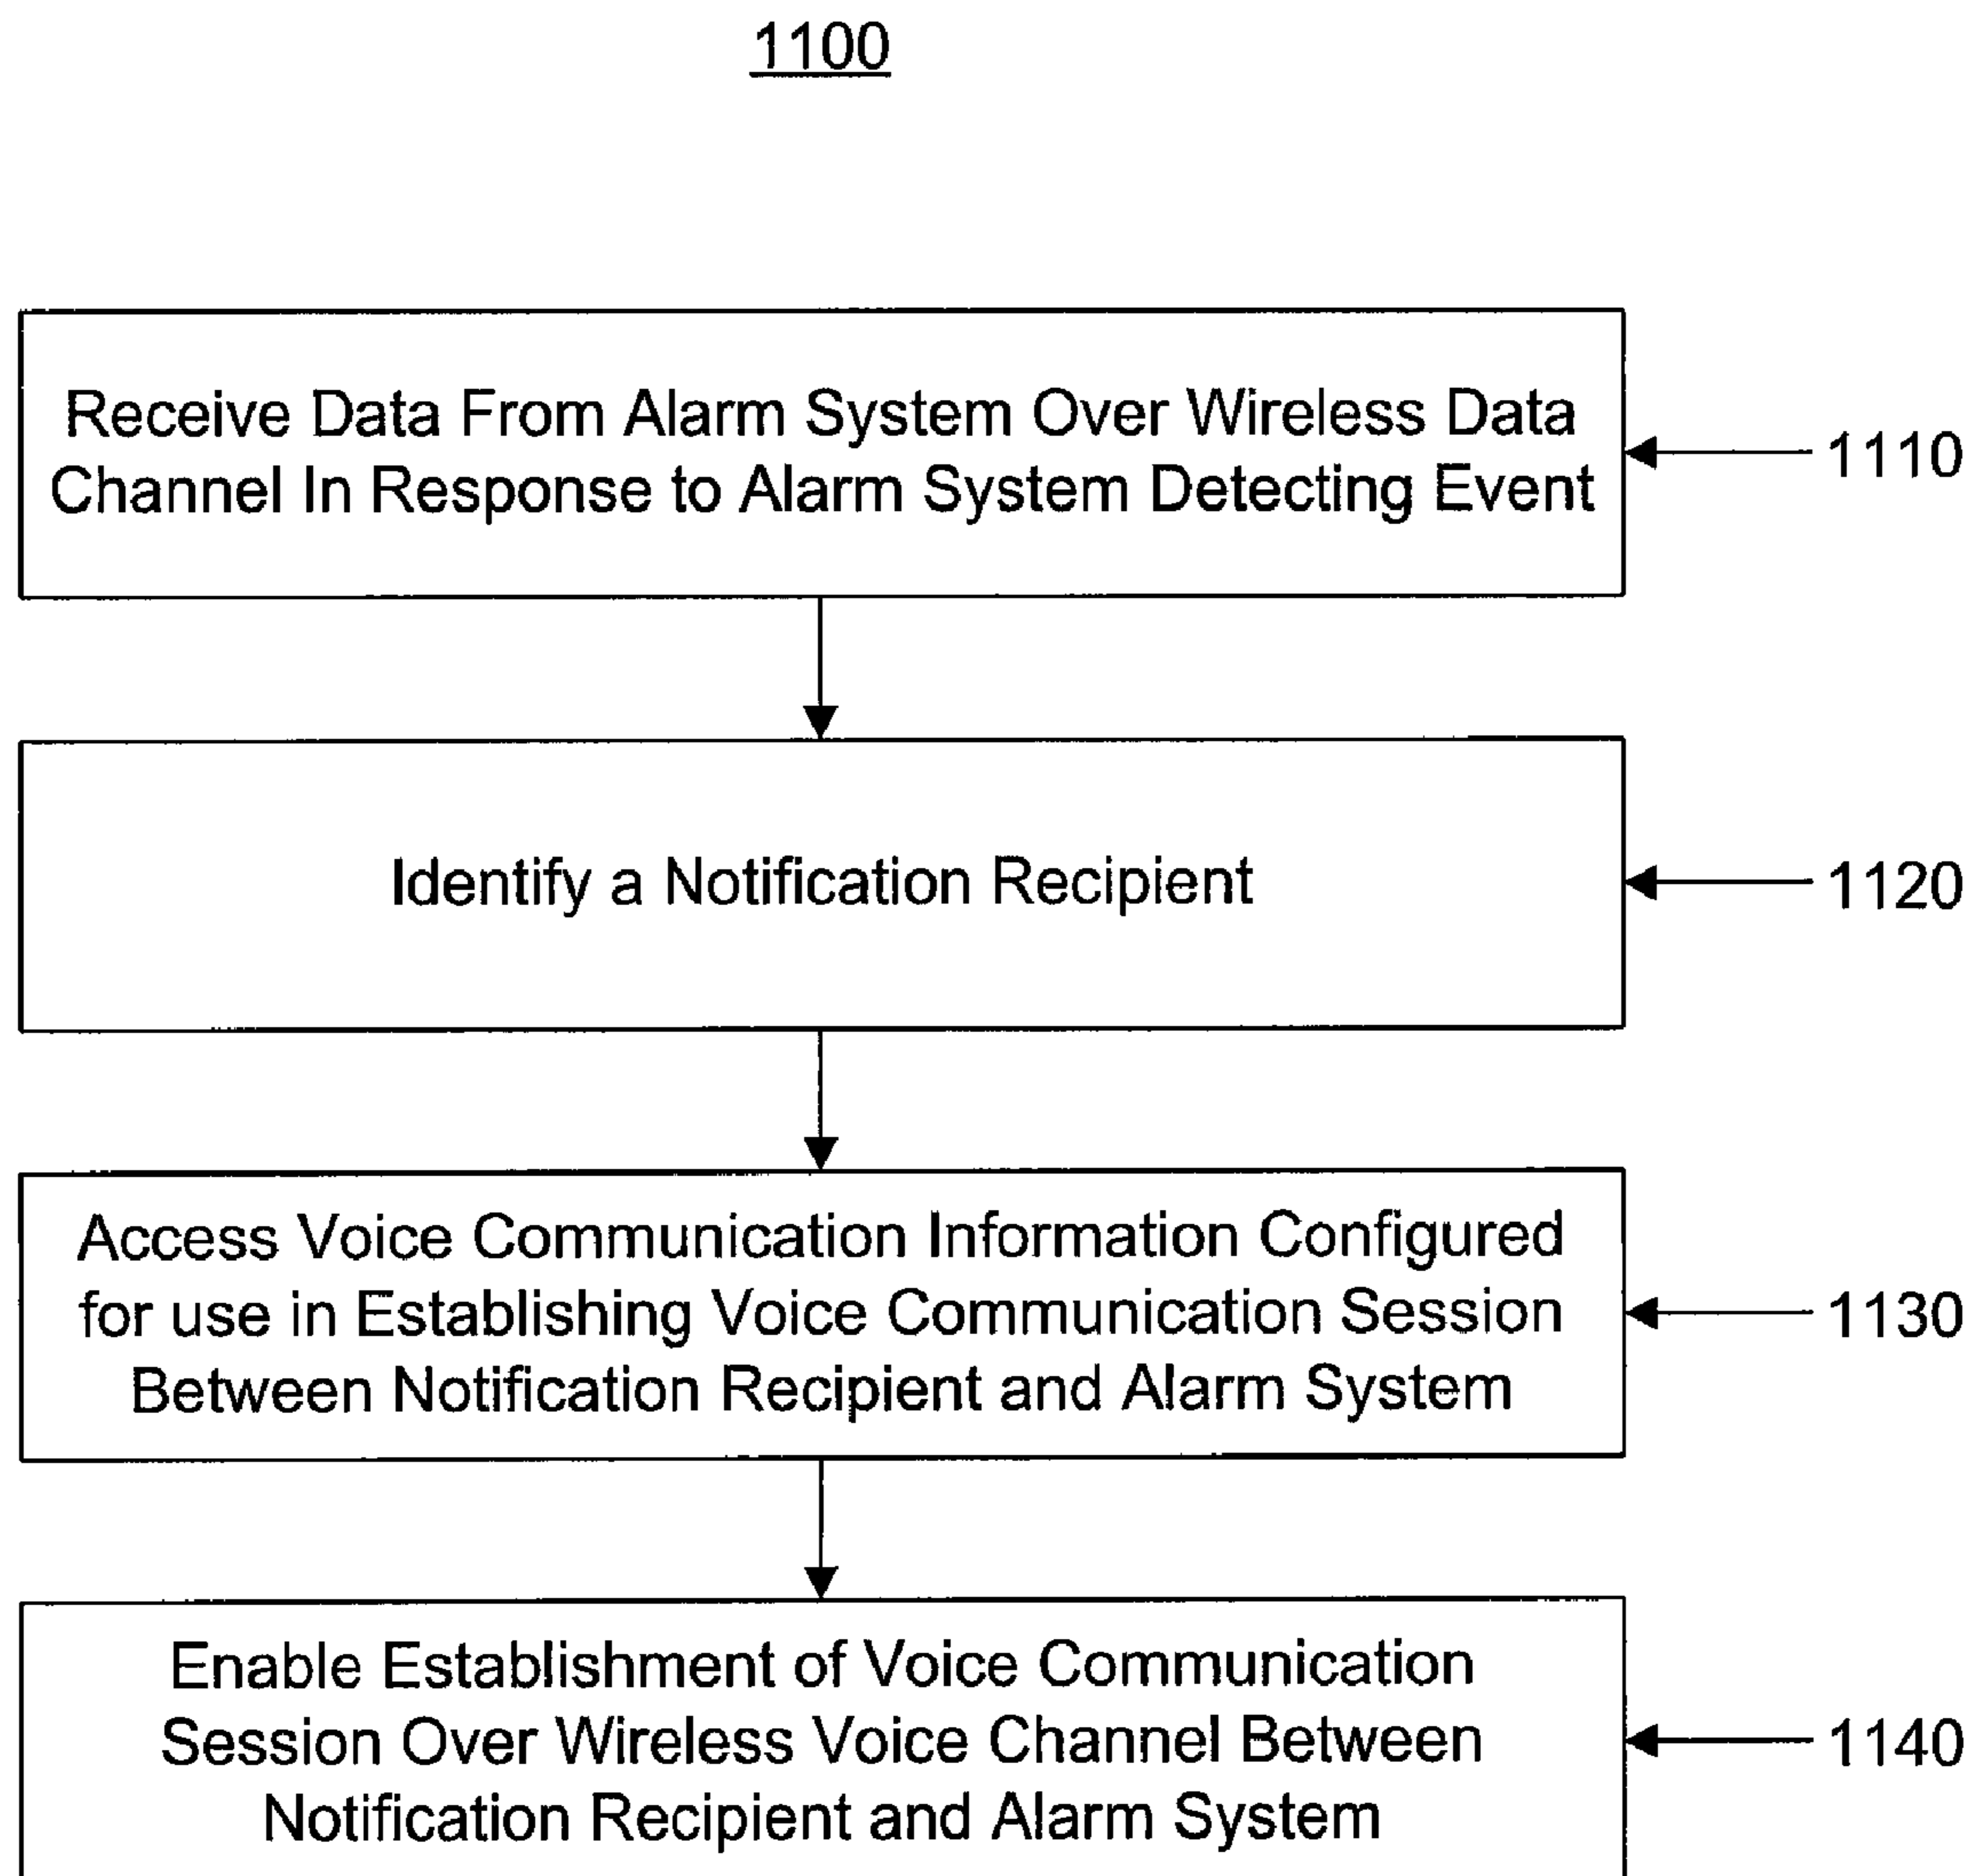 1100
Receive Data From Alarm System Over Wireless Data
Channel In Response to Alarm System Detecting Event
1110
Identify a Notification Recipient
1120
Access Voice Communication Information Configured
for use in Establishing Voice Communication Session
Between Notification Recipient and Alarm System
1130
Enable Establishment of Voice Communication
Session Over Wireless Voice Channel Between
Notification Recipient and Alarm System
1140